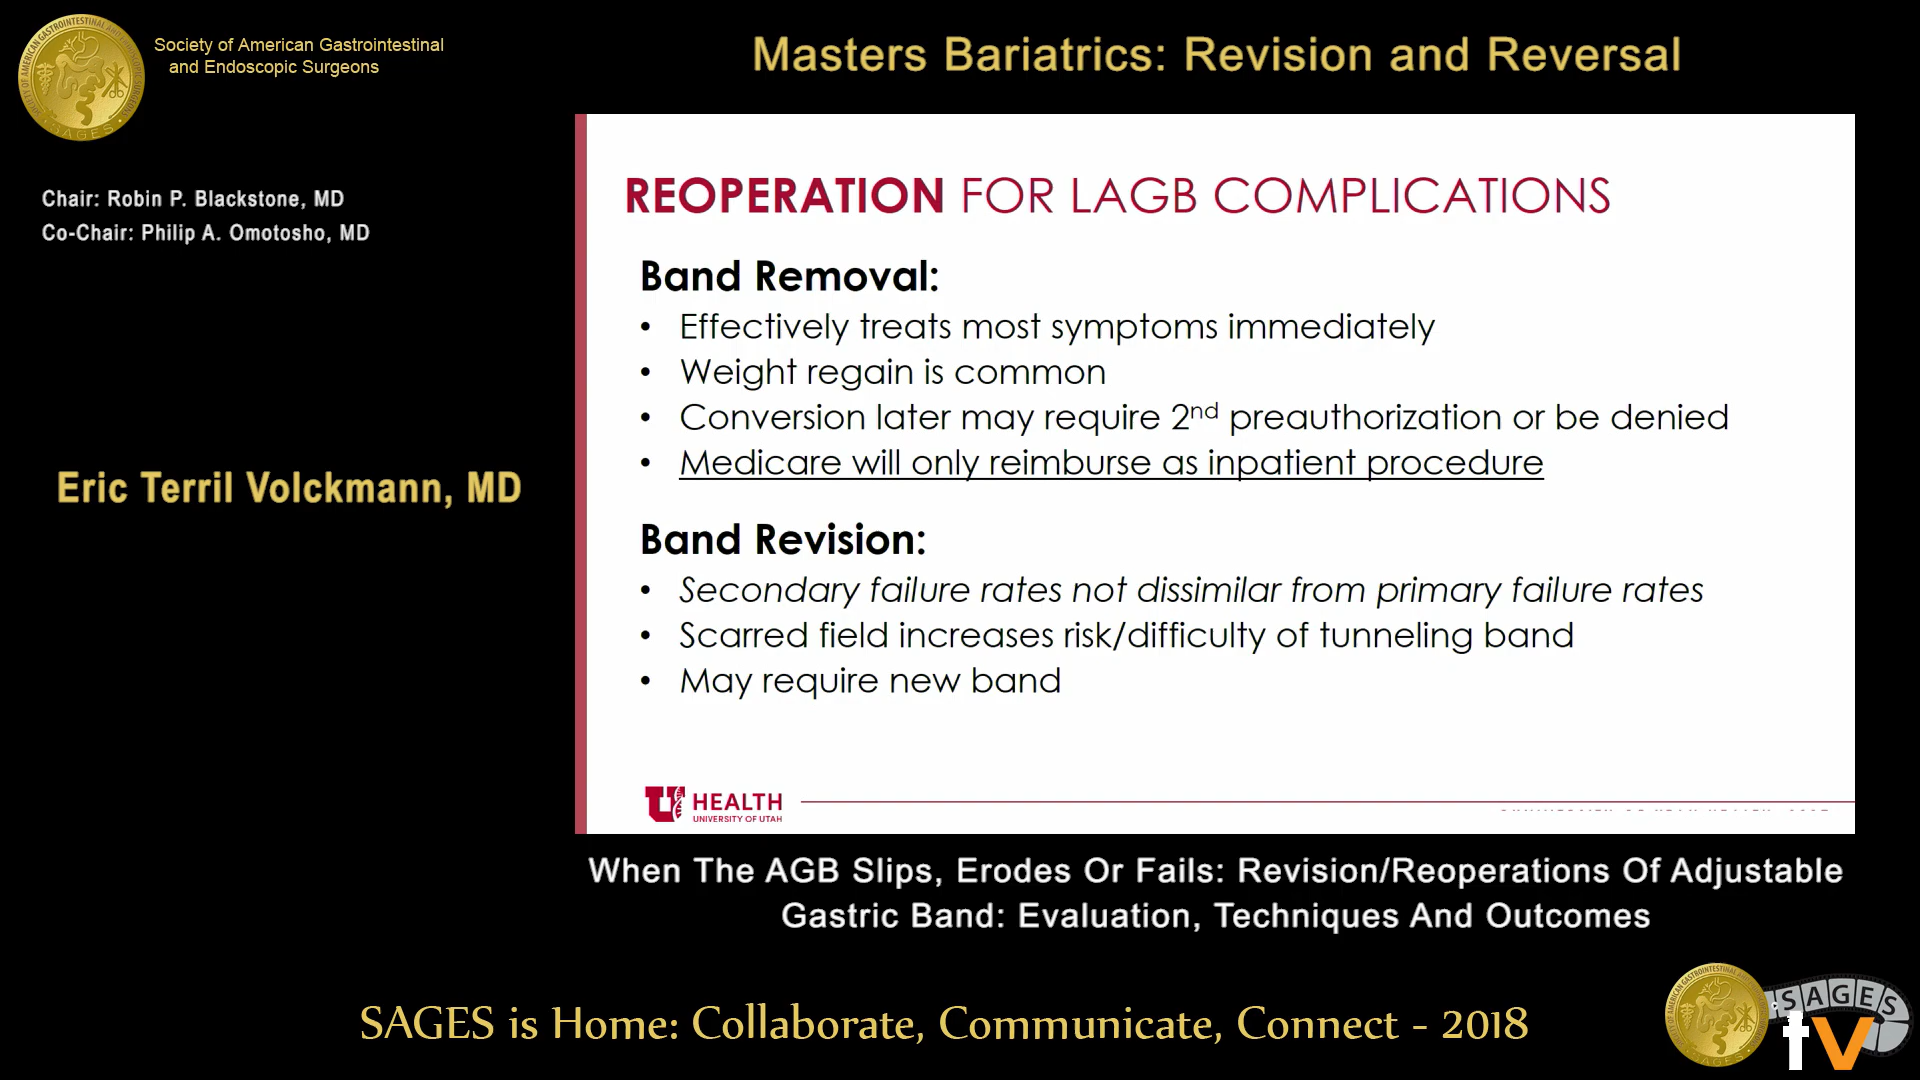 Society of American Gastrointestinal
and Endoscopic Surgeons
Masters Bariatrics: Revision and Reversal
Chair: Robin P. Blackstone, MD
Co-Chair: Philip A. Omotosho, MD
Eric Terril Volckmann, MD
REOPERATION FOR LAGB COMPLICATIONS
Band Removal:
• Effectively treats most symptoms immediately
• Weight regain is common
• Conversion later may require 2nd preauthorization or be denied
• Medicare will only reimburse as inpatient procedure
Band Revision:
• Secondary failure rates not dissimilar from primary failure rates
• Scarred field increases risk/difficulty of tunneling band
• May require new band
U HEALTH
UNIVERSITY OF UTAH
When The AGB Slips, Erodes Or Fails: Revision/Reoperations Of Adjustable
Gastric Band: Evaluation, Techniques And Outcomes
SAGES is Home: Collaborate, Communicate, Connect - 2018
SAGES
tv